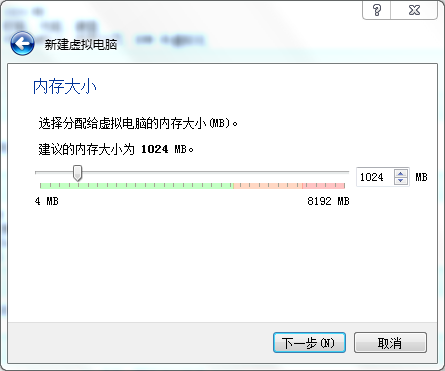 新建虚拟电脑
内存大小
选择分配给虚拟电脑的内存大小(MB)。
建议的内存大小为 1024 MB。
1024 MB
4 MB 8192 MB
下一步(N) 取消